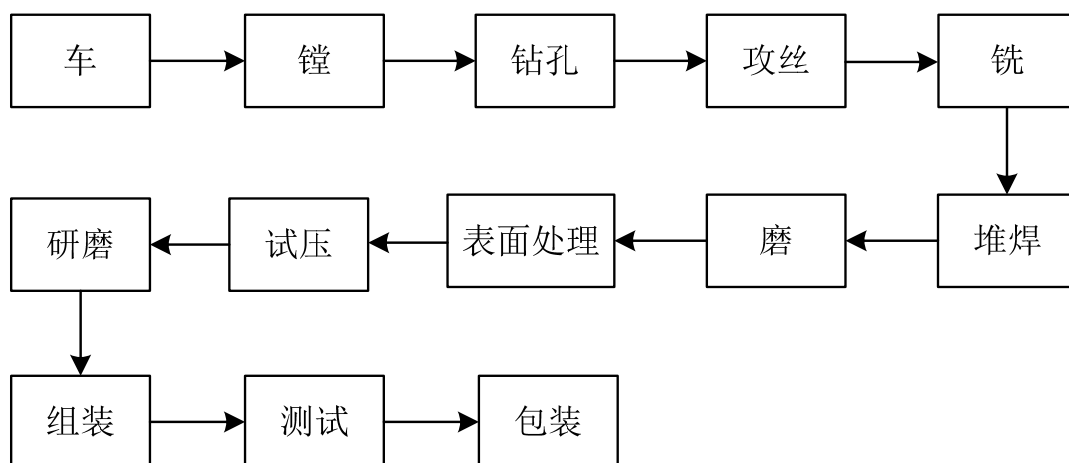 车
镗
钻孔
攻丝
铣
堆焊
磨
表面处理
试压
研磨
组装
测试
包装